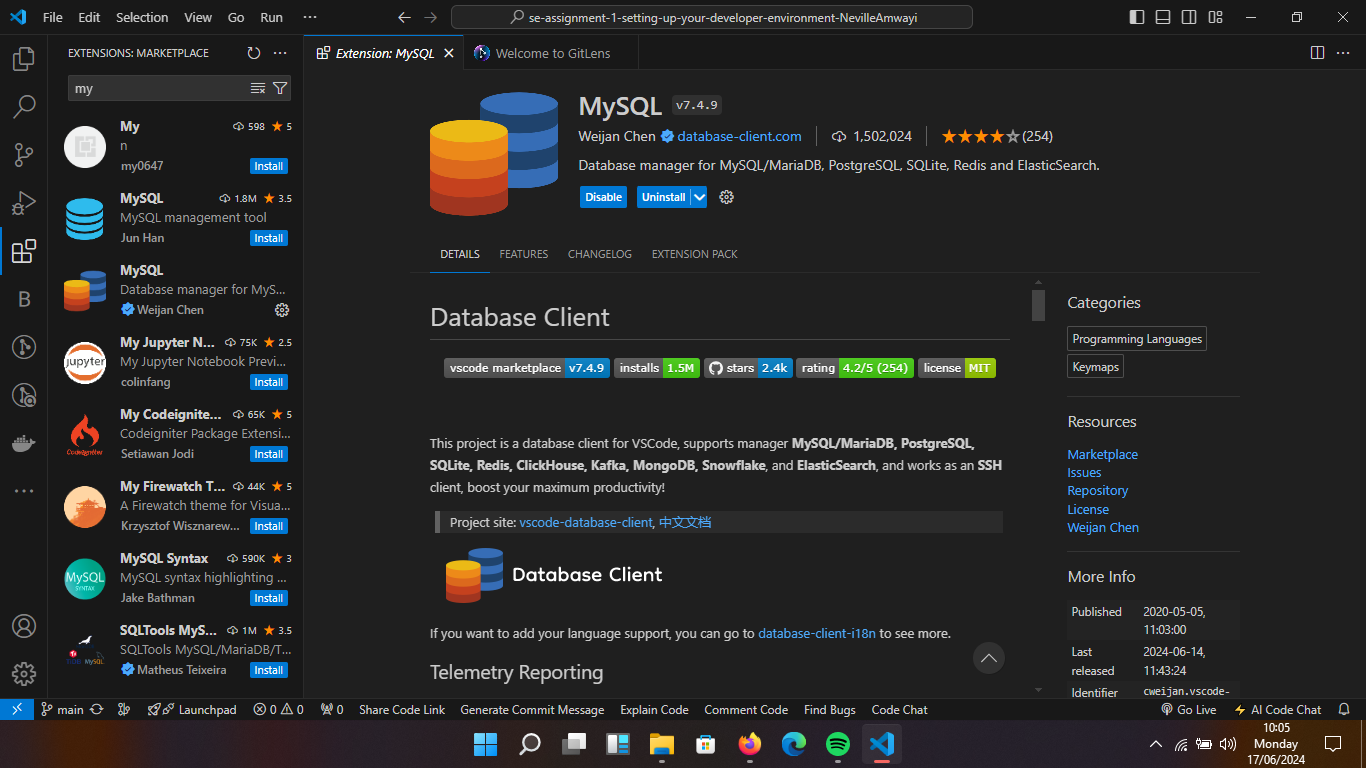 File Edit Selection View Go Run ···
se-assignment-1-setting-up-your-developer-environment-NevilleAmwayi
EXTENSIONS: MARKETPLACE
my
My 598 5
n
my0647 Install
MySQL 1.8M 3.5
MySQL management tool
Jun Han Install
MySQL
Database manager for MyS...
Weijan Chen
jupyter
My Jupyter N... 75K 2.5
My Jupyter Notebook Previ...
colinfang Install
CodeIgniter
My Codeignite... 65K 5
Codeigniter Package Extensi...
Setiawan Jodi Install
My Firewatch T... 44K 5
A Firewatch theme for Visua...
Krzysztof Wisznarew... Install
MySQL
SYNTAX
MySQL Syntax 590K 3
MySQL syntax highlighting ...
Jake Bathman Install
SQLTools MyS... 1M 3.5
SQLTools MySQL/MariaDB/T...
Matheus Teixeira Install
B
Extension: MySQL
Welcome to GitLens
MySQL v7.4.9
Weijan Chen database-client.com 1,502,024 (254)
Database manager for MySQL/MariaDB, PostgreSQL, SQLite, Redis and ElasticSearch.
Disable Uninstall
DETAILS FEATURES CHANGELOG EXTENSION PACK
Database Client
vscode marketplace v7.4.9 installs 1.5M stars 2.4k rating 4.2/5 (254) license MIT
This project is a database client for VSCode, supports manager MySQL/MariaDB, PostgreSQL,
SQLite, Redis, ClickHouse, Kafka, MongoDB, Snowflake, and ElasticSearch, and works as an SSH
client, boost your maximum productivity!
Project site: vscode-database-client, 中文文档
Database Client
If you want to add your language support, you can go to database-client-i18n to see more.
Telemetry Reporting
Categories
Programming Languages
Keymaps
Resources
Marketplace
Issues
Repository
License
Weijan Chen
More Info
Published 2020-05-05,
11:03:00
Last 2024-06-14,
released 11:43:24
Identifier cweijan.vscode-
main Launchpad 0 0 0 Share Code Link Generate Commit Message Explain Code Comment Code Find Bugs Code Chat Go Live AI Code Chat
10:05
Monday
17/06/2024